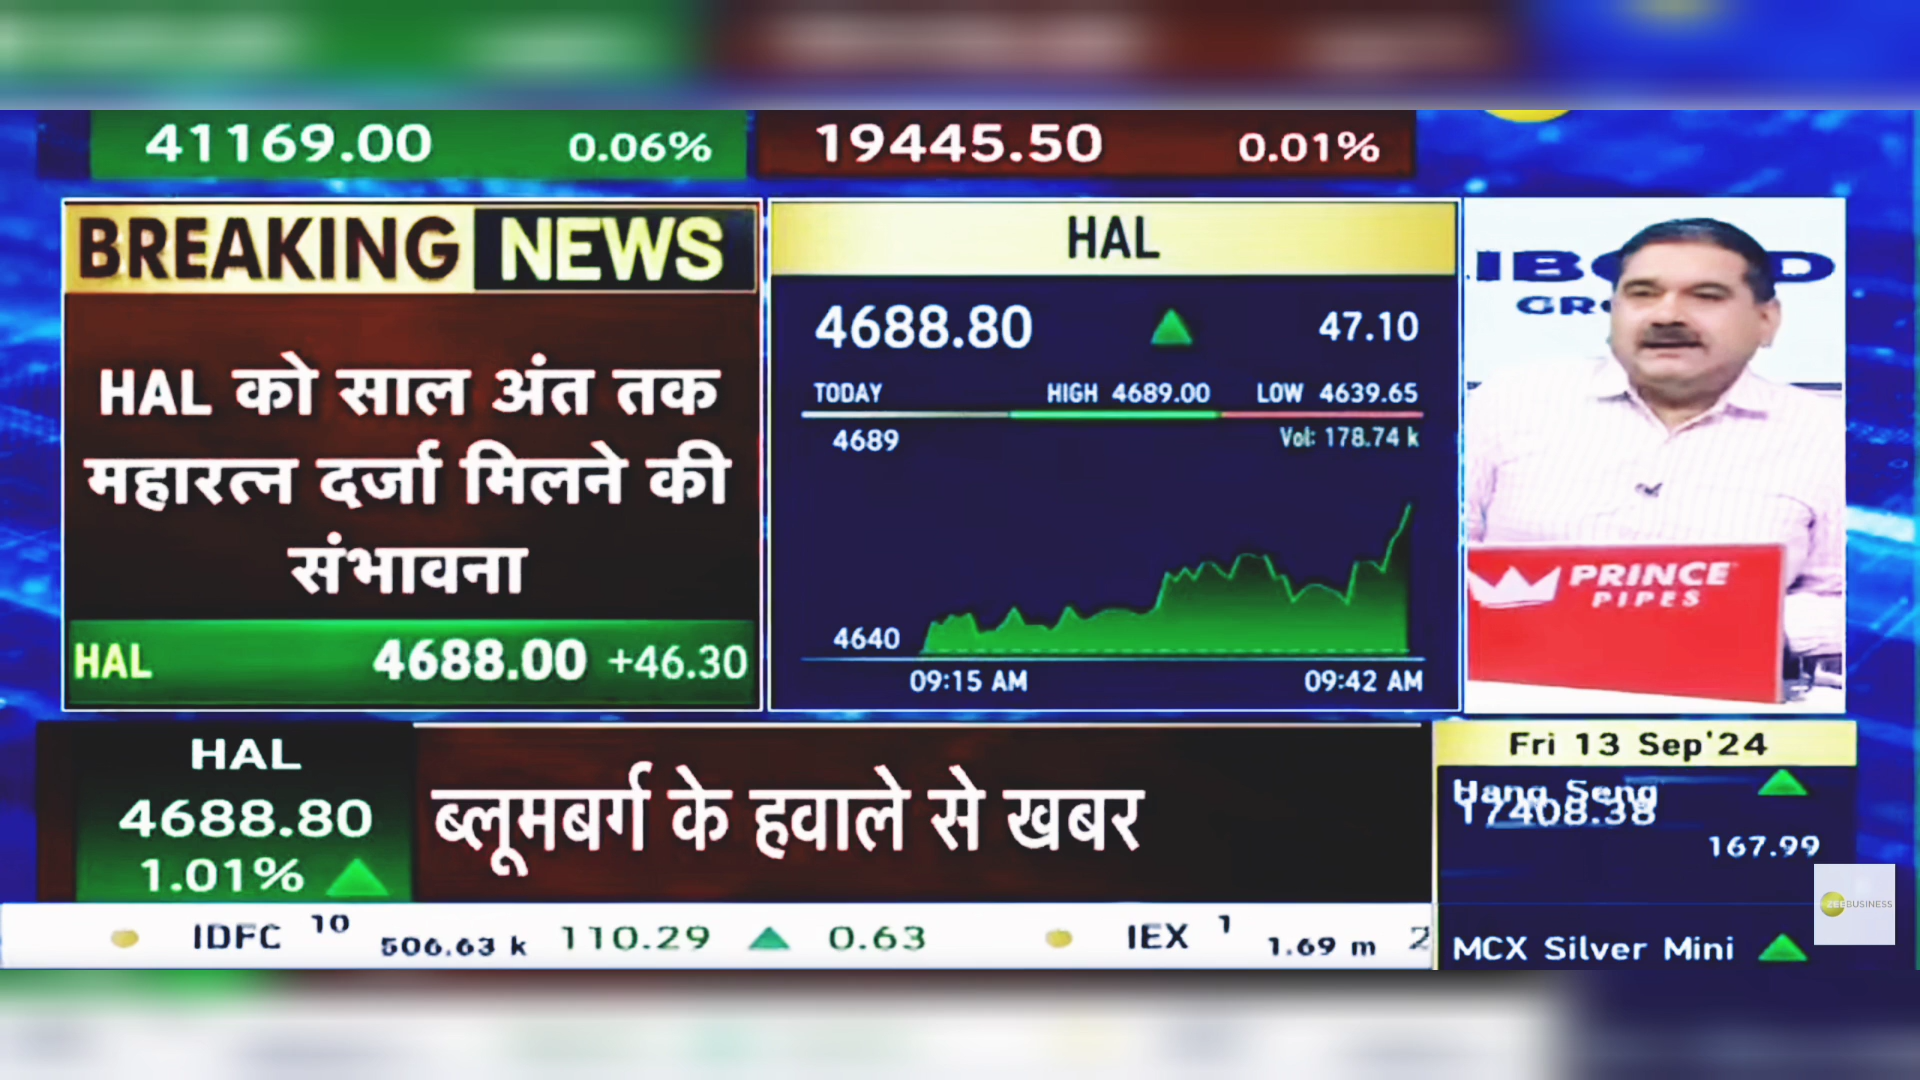 41169.00 0.06% 19445.50 0.01%
BREAKING NEWS
HAL को साल अंत तक
महारत्न दर्जा मिलने की
संभावना
HAL 4688.00 +46.30
HAL
4688.80 47.10
TODAY HIGH 4689.00 LOW 4639.65
4689 Vol: 178.74 k
4640
09:15 AM 09:42 AM
PRINCE
PIPES
HAL
4688.80
1.01%
ब्लूमबर्ग के हवाले से खबर
Fri 13 Sep'24
Hang Seng
17408.38
167.99
MCX Silver Mini
ZEEBUSINESS
IDFC 10 506.63 k 110.29 0.63 IEX 1 1.69 m 2